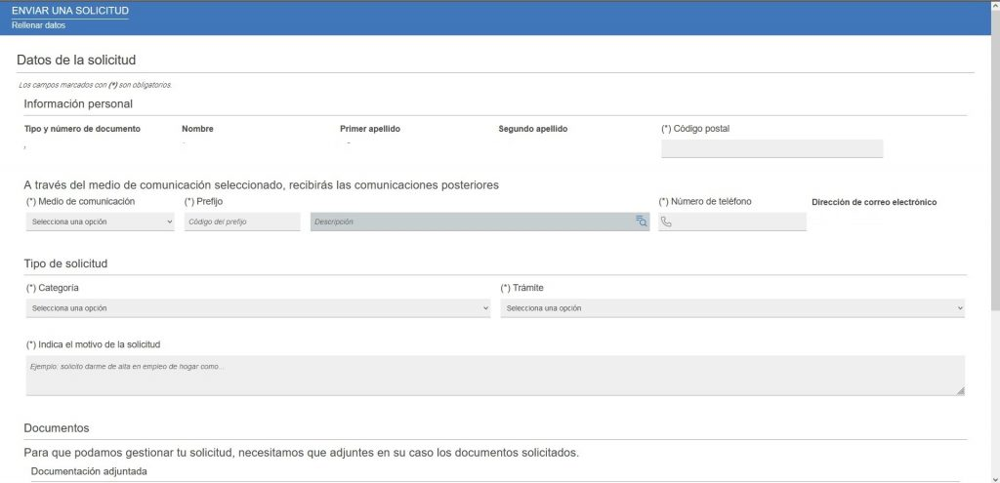 ENVIAR UNA SOLICITUD
Rellenar datos
Datos de la solicitud
Los campos marcados con (*) son obligatorios.
Información personal
Tipo y número de documento Nombre Primer apellido Segundo apellido (*) Código postal
A través del medio de comunicación seleccionado, recibirás las comunicaciones posteriores
(*) Medio de comunicación (*) Prefijo (*) Número de teléfono Dirección de correo electrónico
Selecciona una opción Código del prefijo Descripción
Tipo de solicitud
(*) Categoría (*) Trámite
Selecciona una opción Selecciona una opción
(*) Indica el motivo de la solicitud
Ejemplo: solicito darme de alta en empleo de hogar como...
Documentos
Para que podamos gestionar tu solicitud, necesitamos que adjuntes en su caso los documentos solicitados.
Documentación adjuntada